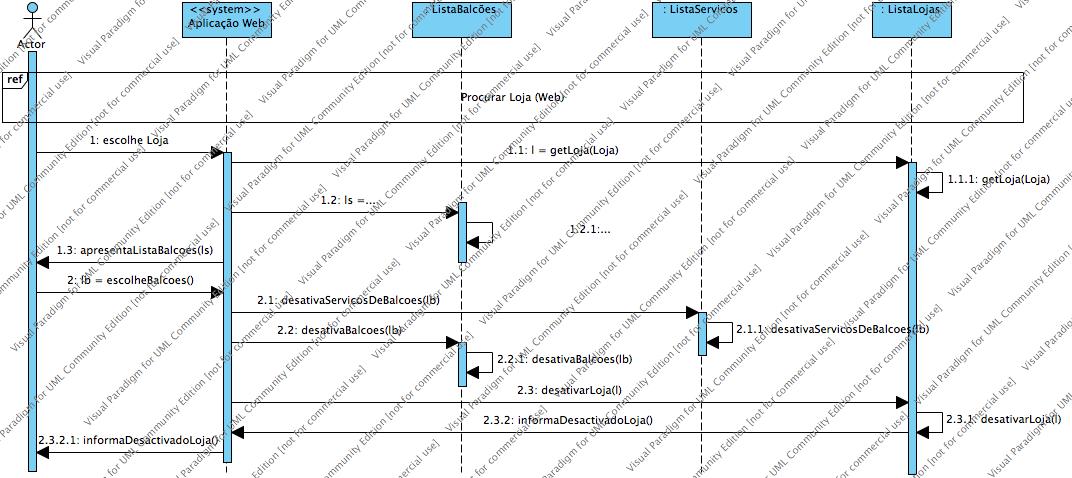 <<system>>
Aplicação Web
: ListaBalcões
: ListaServicos
: ListaLojas
Actor
ref
Procurar Loja (Web)
1: escolhe Loja
1.1: l = getLoja(Loja)
1.1.1: getLoja(Loja)
1.2: ls =....
1.2.1:...
1.3: apresentaListaBalcoes(ls)
2: lb = escolheBalcoes()
2.1: desativaServicosDeBalcoes(lb)
2.1.1: desativaServicosDeBalcoes(lb)
2.2: desativaBalcoes(lb)
2.2.1: desativaBalcoes(lb)
2.3: desativarLoja(l)
2.3.1: desativarLoja(l)
2.3.2: informaDesactivadoLoja()
2.3.2.1: informaDesactivadoLoja()
Visual Paradigm for UML Community Edition [not for commercial use]